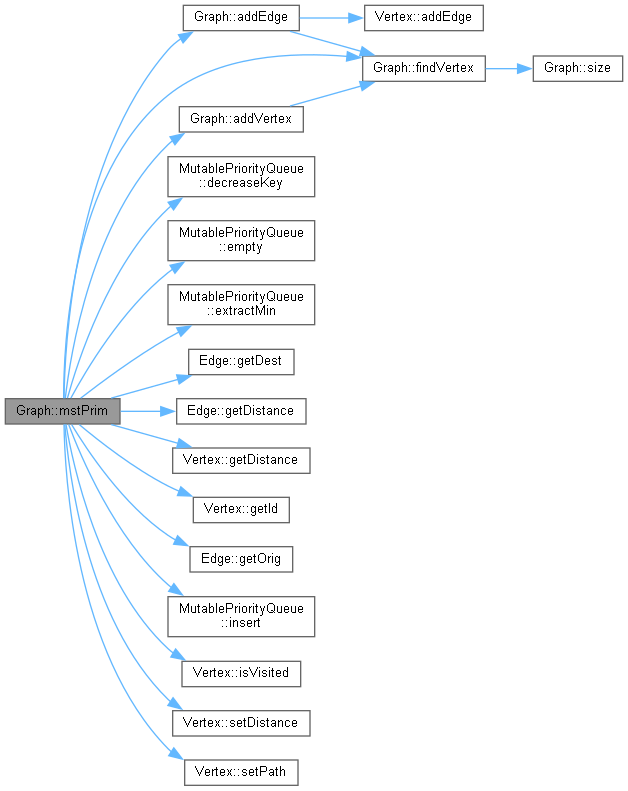 Graph::addEdge
Vertex::addEdge
Graph::findVertex
Graph::size
Graph::addVertex
MutablePriorityQueue
::decreaseKey
MutablePriorityQueue
::empty
MutablePriorityQueue
::extractMin
Edge::getDest
Graph::mstPrim
Edge::getDistance
Vertex::getDistance
Vertex::getId
Edge::getOrig
MutablePriorityQueue
::insert
Vertex::isVisited
Vertex::setDistance
Vertex::setPath